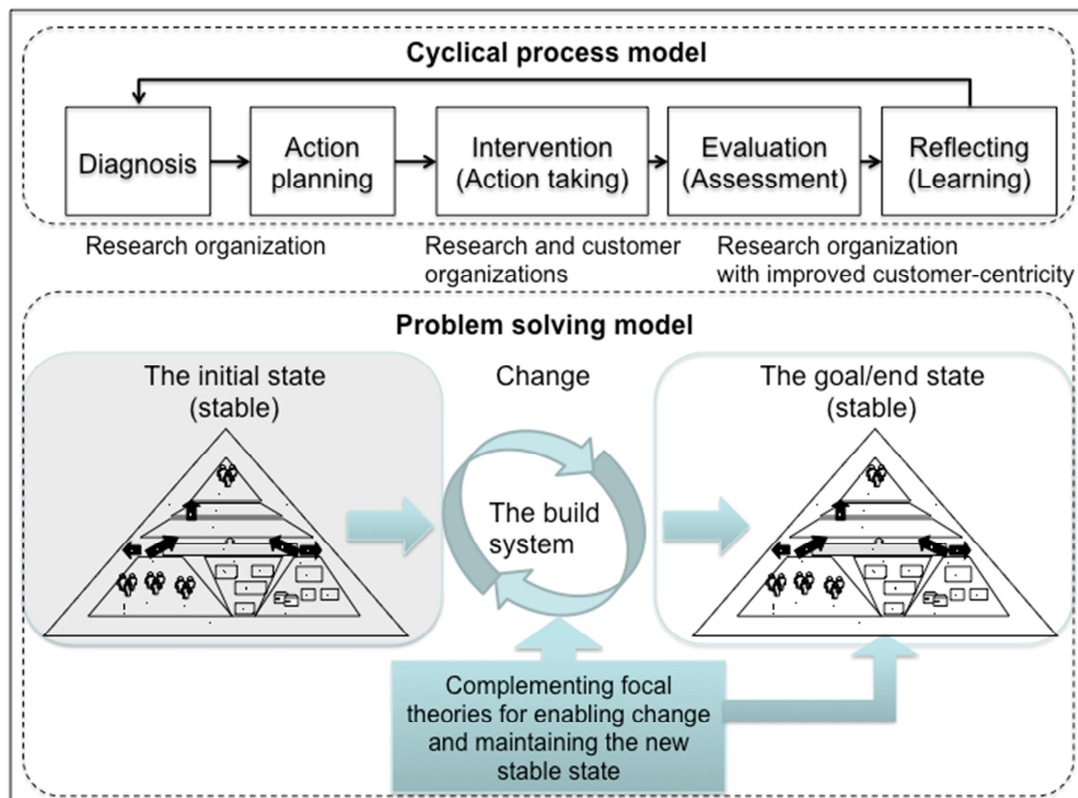 Cyclical process model
Diagnosis
Action
planning
Intervention
(Action taking)
Evaluation
(Assessment)
Reflecting
(Learning)
Research organization
Research and customer
organizations
Research organization
with improved customer-centricity
Problem solving model
The initial state
(stable)
Change
The goal/end state
(stable)
The build
system
Complementing focal
theories for enabling change
and maintaining the new
stable state